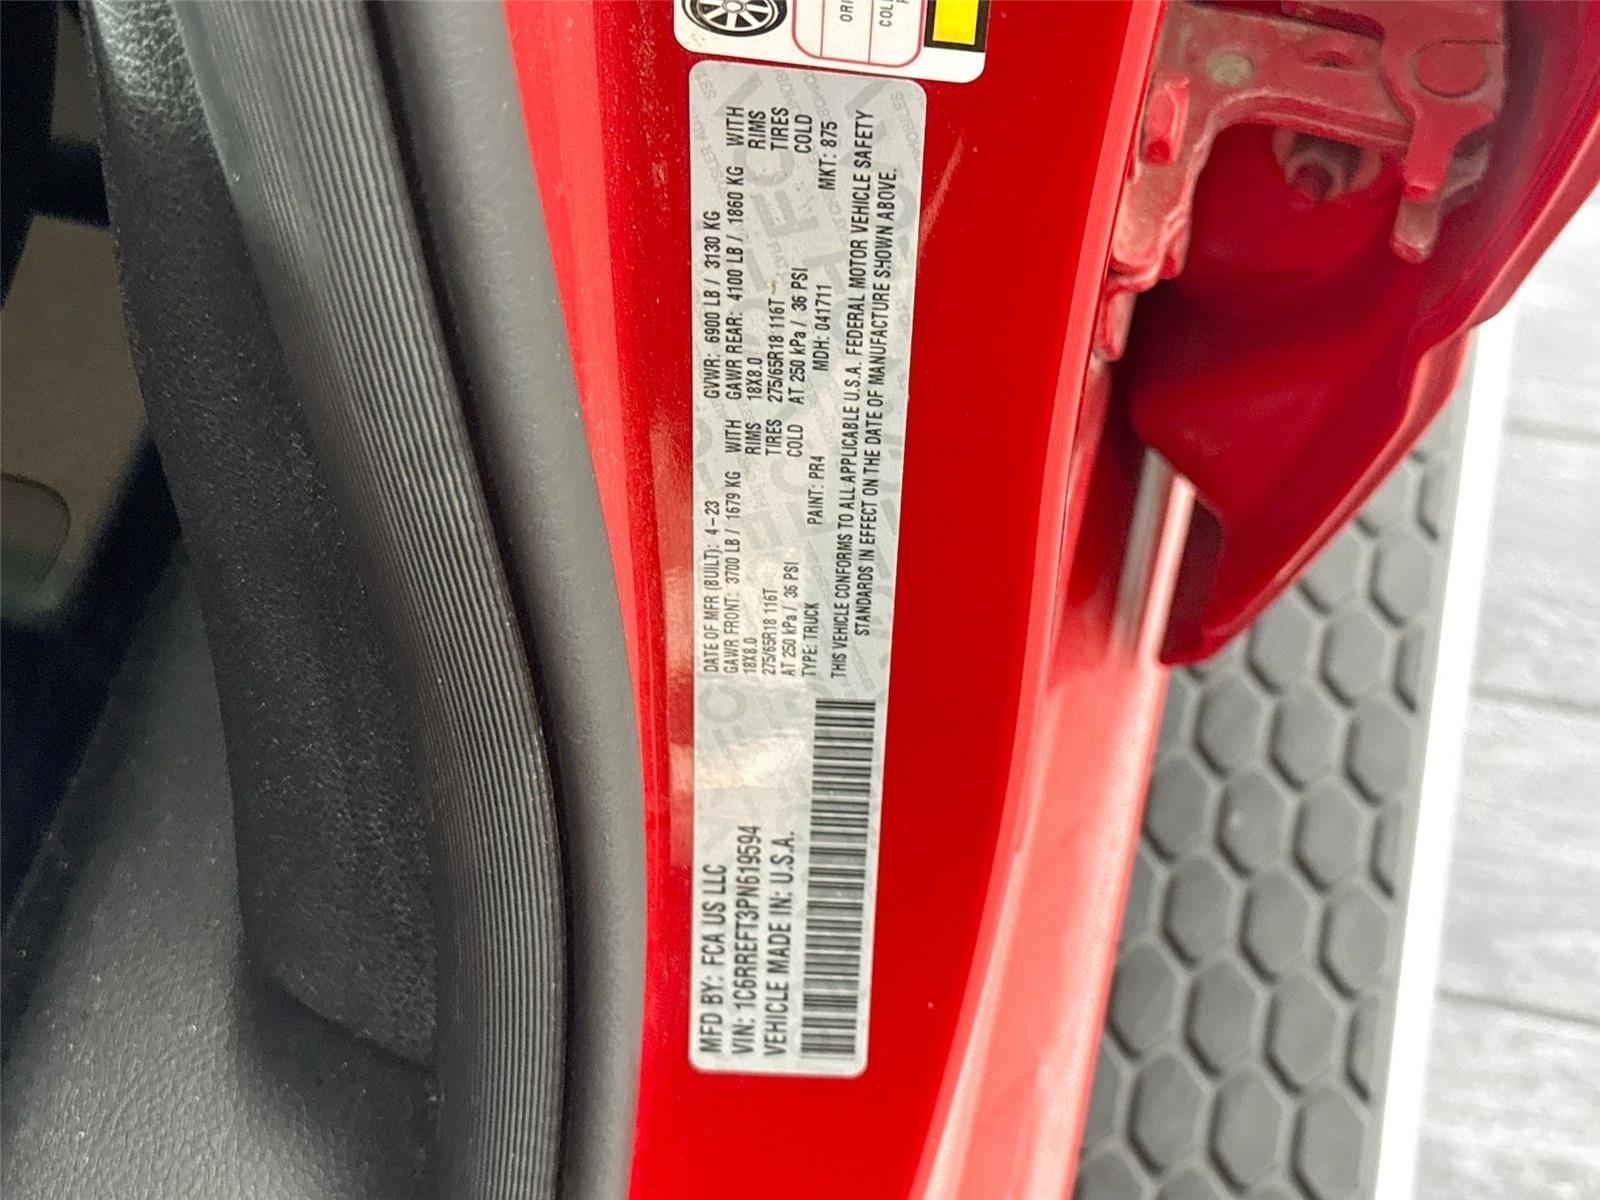 MFD BY: FCA US LLC
VIN: 1C6RREFT3PN619594
VEHICLE MADE IN: U.S.A.
DATE OF MFR (BUILT): 4-23 GVWR: 6900 LB / 3130 KG
GAWR FRONT: 3700 LB / 1679 KG WITH GAWR REAR: 4100 LB / 1860 KG WITH
18X8.0 RIMS 18X8.0 RIMS
275/65R18 116T TIRES 275/65R18 116T TIRES
AT 250 kPa / 36 PSI COLD AT 250 kPa / 36 PSI COLD
TYPE: TRUCK PAINT: PR4 MDH: 041711 MKT: 875
THIS VEHICLE CONFORMS TO ALL APPLICABLE U.S.A. FEDERAL MOTOR VEHICLE SAFETY
STANDARDS IN EFFECT ON THE DATE OF MANUFACTURE SHOWN ABOVE.